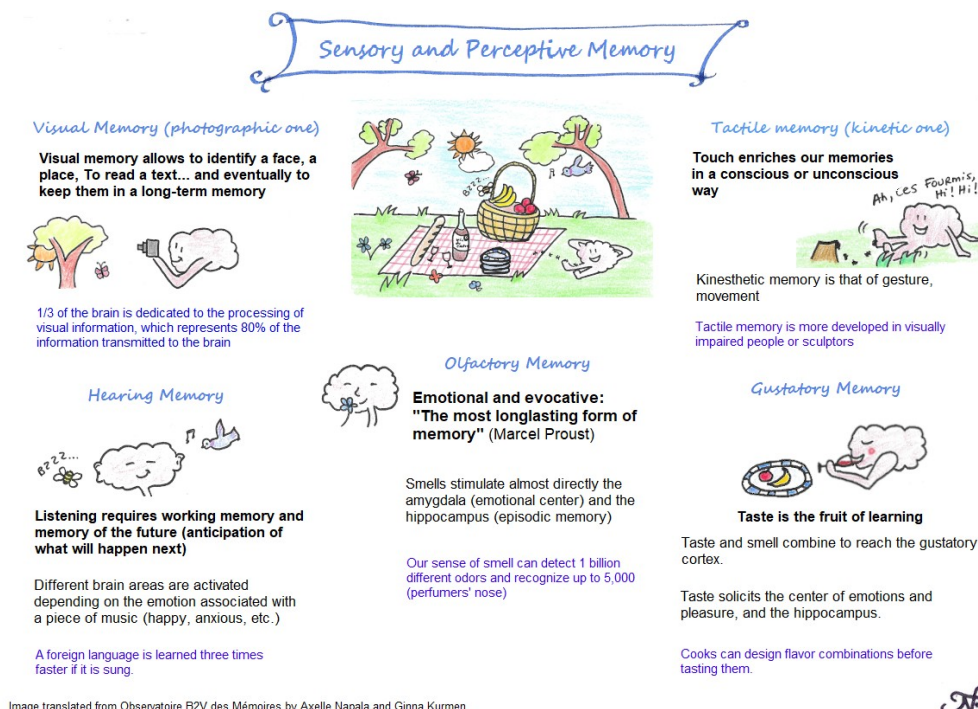 Sensory and Perceptive Memory
Visual Memory (photographic one)
Visual memory allows to identify a face, a
place, To read a text... and eventually to
keep them in a long-term memory
1/3 of the brain is dedicated to the processing of
visual information, which represents 80% of the
information transmitted to the brain
BZZZ...
Tactile memory (kinetic one)
Touch enriches our memories
in a conscious or unconscious
way
Ah, ces Fourmis,
Hi! Hi!
Kinesthetic memory is that of gesture,
movement
Tactile memory is more developed in visually
impaired people or sculptors
Hearing Memory
BZZZ...
Listening requires working memory and
memory of the future (anticipation of
what will happen next)
Different brain areas are activated
depending on the emotion associated with
a piece of music (happy, anxious, etc.)
A foreign language is learned three times
faster if it is sung.
Olfactory Memory
Emotional and evocative:
"The most longlasting form of
memory" (Marcel Proust)
Smells stimulate almost directly the
amygdala (emotional center) and the
hippocampus (episodic memory)
Our sense of smell can detect 1 billion
different odors and recognize up to 5,000
(perfumers' nose)
Gustatory Memory
Taste is the fruit of learning
Taste and smell combine to reach the gustatory
cortex.
Taste solicits the center of emotions and
pleasure, and the hippocampus.
Cooks can design flavor combinations before
tasting them.
Image translated from Observatoire B2V des Mémoires by Axelle Napala and Ginna Kurmen